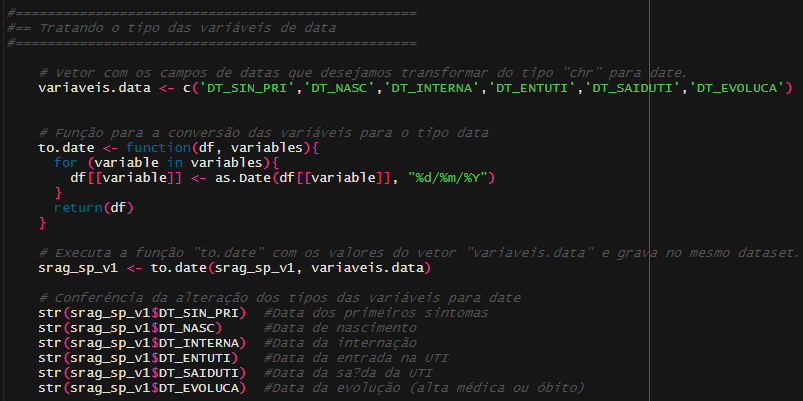 #===================================================
#== Tratando o tipo das variáveis de data
#===================================================
# Vetor com os campos de datas que desejamos transformar do tipo "chr" para date.
variaveis.data <- c('DT_SIN_PRI','DT_NASC','DT_INTERNA','DT_ENTUTI','DT_SAIDUTI','DT_EVOLUCA')
# Função para a conversão das variáveis para o tipo data
to.date <- function(df, variables){
for (variable in variables){
df[[variable]] <- as.Date(df[[variable]], "%d/%m/%Y")
}
return(df)
}
# Executa a função "to.date" com os valores do vetor "variaveis.data" e grava no mesmo dataset.
srag_sp_v1 <- to.date(srag_sp_v1, variaveis.data)
# Conferência da alteração dos tipos das variáveis para date
str(srag_sp_v1$DT_SIN_PRI)  #Data dos primeiros sintomas
str(srag_sp_v1$DT_NASC)     #Data de nascimento
str(srag_sp_v1$DT_INTERNA)  #Data da internação
str(srag_sp_v1$DT_ENTUTI)   #Data da entrada na UTI
str(srag_sp_v1$DT_SAIDUTI)  #Data da sa?da da UTI
str(srag_sp_v1$DT_EVOLUCA)  #Data da evolução (alta médica ou óbito)